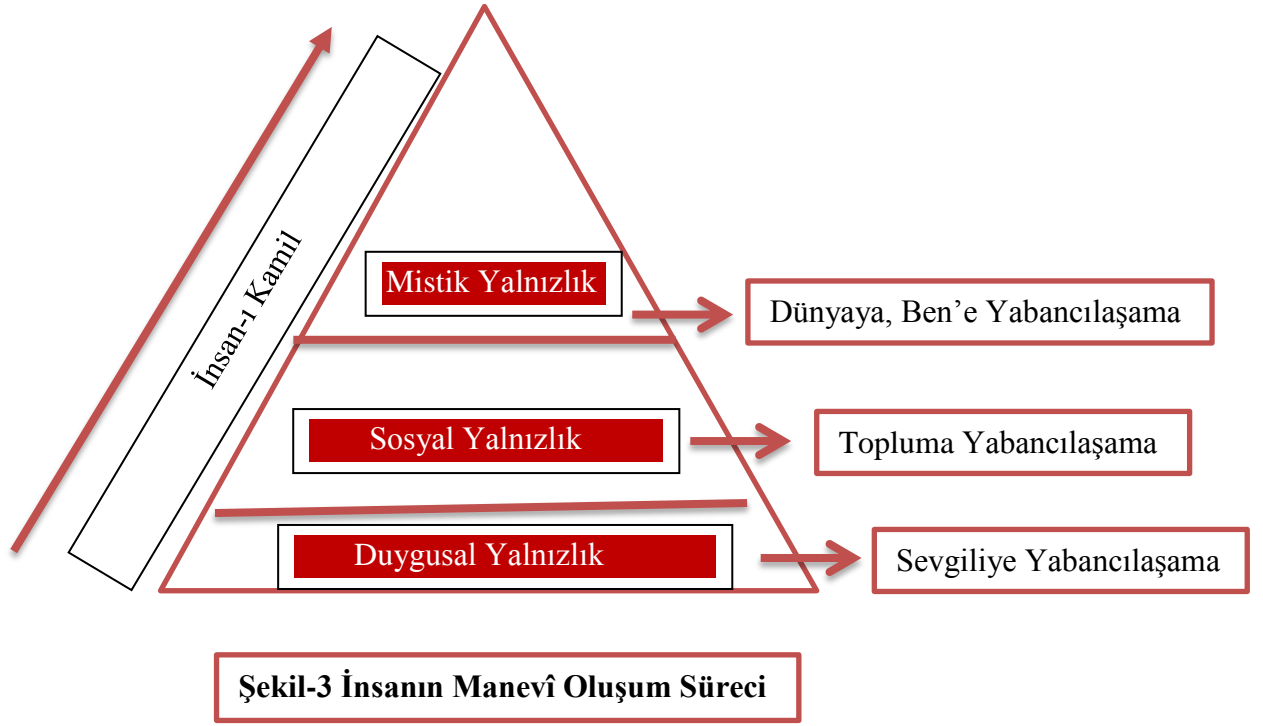 İnsan-ı Kamil
Mistik Yalnızlık
Dünyaya, Ben’e Yabancılaşama
Sosyal Yalnızlık
Topluma Yabancılaşama
Duygusal Yalnızlık
Sevgiliye Yabancılaşama
Şekil-3 İnsanın Manevî Oluşum Süreci